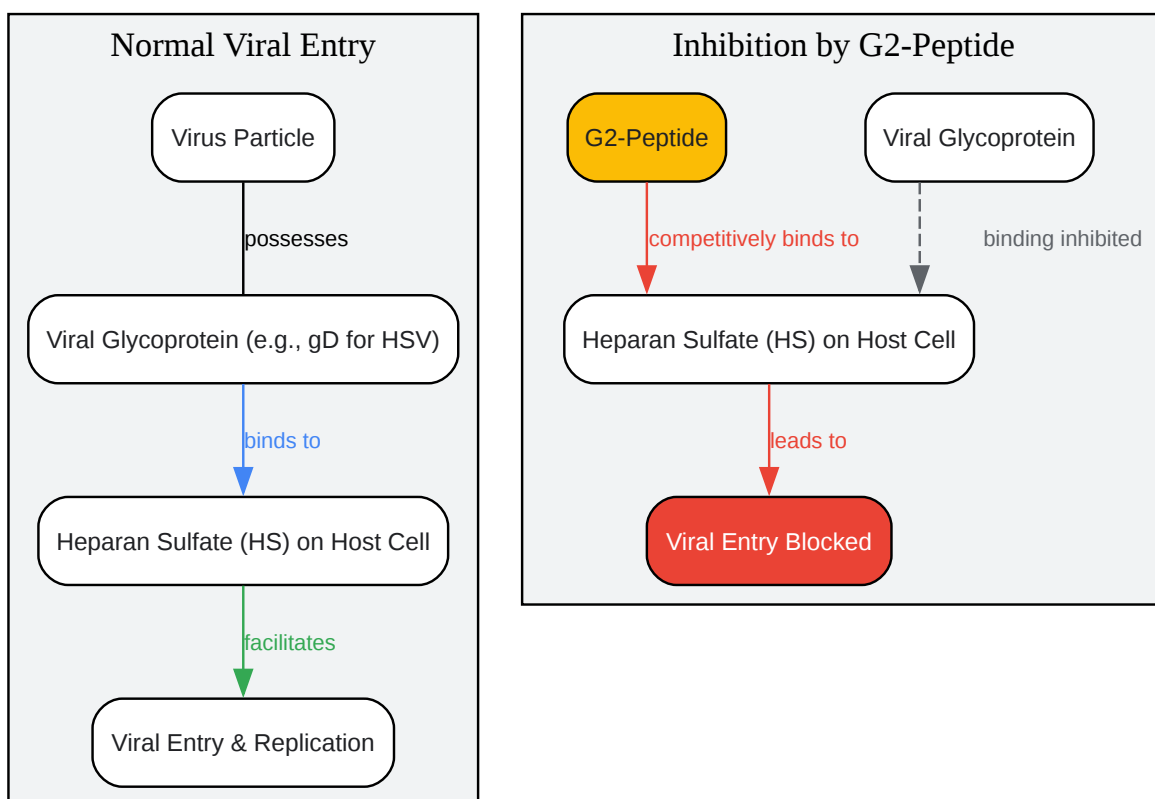 Normal Viral Entry
Virus Particle
possesses
Viral Glycoprotein (e.g., gD for HSV)
binds to
Heparan Sulfate (HS) on Host Cell
facilitates
Viral Entry & Replication
Inhibition by G2-Peptide
G2-Peptide
Viral Glycoprotein
competitively binds to
binding inhibited
Heparan Sulfate (HS) on Host Cell
leads to
Viral Entry Blocked